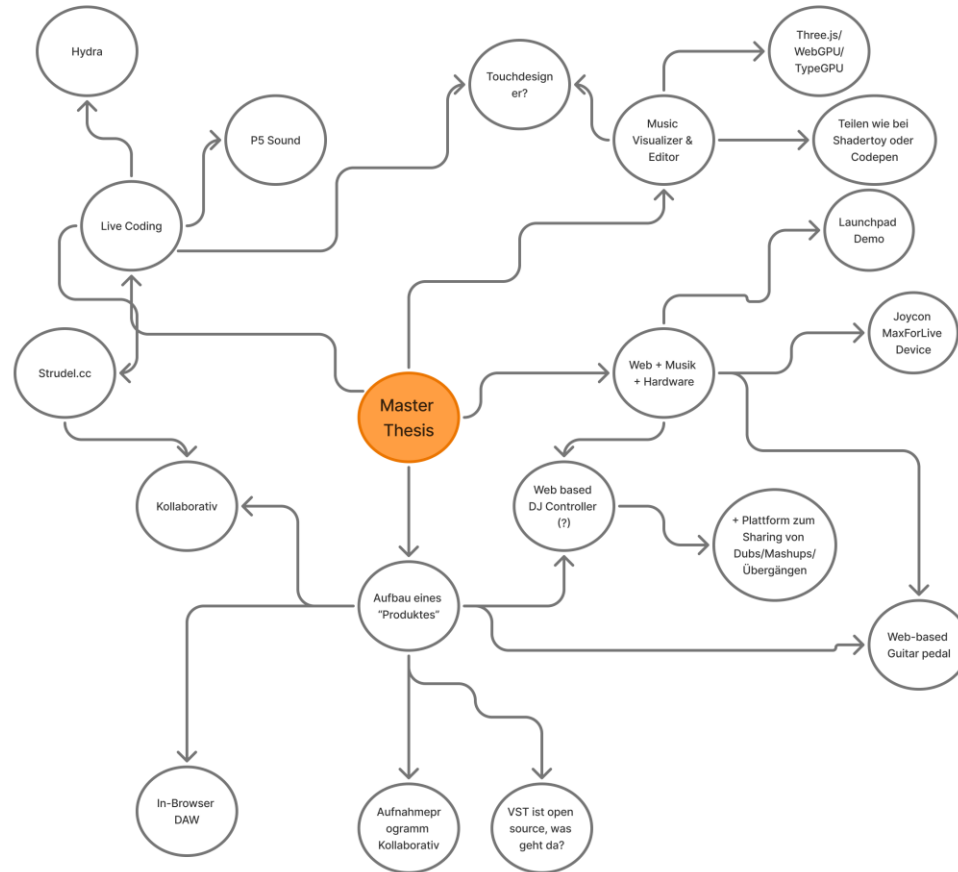 Hydra
Three.js/
WebGPU/
TypeGPU
Touchdesign
er?
P5 Sound
Music
Visualizer &
Editor
Teilen wie bei
Shadertoy oder
Codepen
Live Coding
Launchpad
Demo
Joycon
MaxForLive
Device
Strudel.cc
Web + Musik
+ Hardware
Master
Thesis
Kollaborativ
Web based
DJ Controller
(?)
+ Plattform zum
Sharing von
Dubs/Mashups/
Übergängen
Aufbau eines
"Produktes"
Web-based
Guitar pedal
In-Browser
DAW
Aufnahmepr
ogramm
Kollaborativ
VST ist open
source, was
geht da?